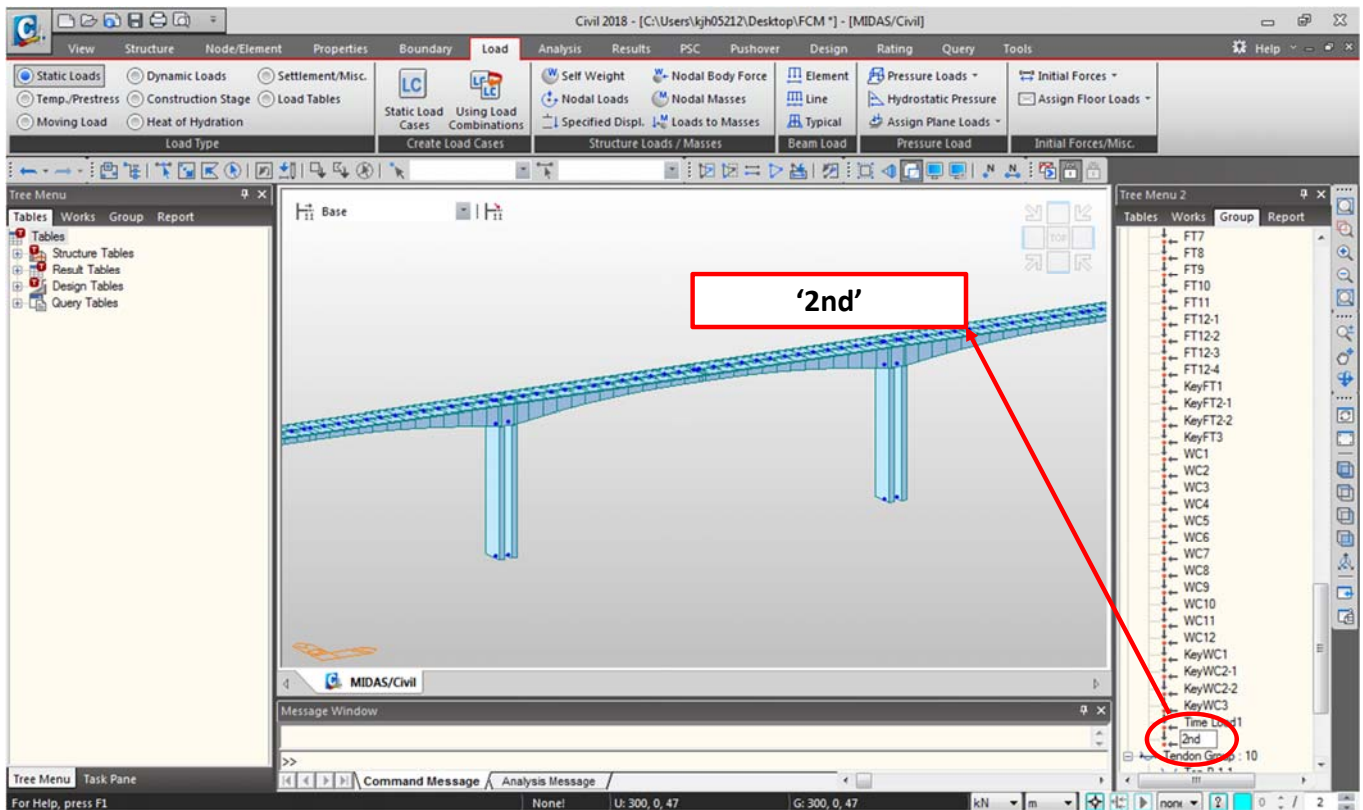 Civil 2018 - [C:\Users\kjh05212\Desktop\FCM *] - [MIDAS/Civil]
View Structure Node/Element Properties Boundary Load Analysis Results PSC Pushover Design Rating Query Tools Help
Static Loads Dynamic Loads Settlement/Misc.
Temp./Prestress Construction Stage Load Tables
Moving Load Heat of Hydration
Load Type
LC
Static Load Cases
LC
Using Load Combinations
Create Load Cases
Self Weight Nodal Body Force
Nodal Loads Nodal Masses
Specified Displ. Loads to Masses
Structure Loads / Masses
Element
Line
Typical
Beam Load
Pressure Loads
Hydrostatic Pressure
Assign Plane Loads
Pressure Load
Initial Forces
Assign Floor Loads
Initial Forces/Misc.
Tree Menu
Tables Works Group Report
Tables
Structure Tables
Result Tables
Design Tables
Query Tables
Tree Menu Task Pane
Base
TOP
‘2nd’
MIDAS/Civil
Message Window
>>
Command Message Analysis Message
Tree Menu 2
Tables Works Group Report
FT7
FT8
FT9
FT10
FT11
FT12-1
FT12-2
FT12-3
FT12-4
KeyFT1
KeyFT2-1
KeyFT2-2
KeyFT3
WC1
WC2
WC3
WC4
WC5
WC6
WC7
WC8
WC9
WC10
WC11
WC12
KeyWC1
KeyWC2-1
KeyWC2-2
KeyWC3
Time Load1
2nd
Tendon Group : 10
For Help, press F1 None! U: 300, 0, 47 G: 300, 0, 47 kN m non 0 / 2